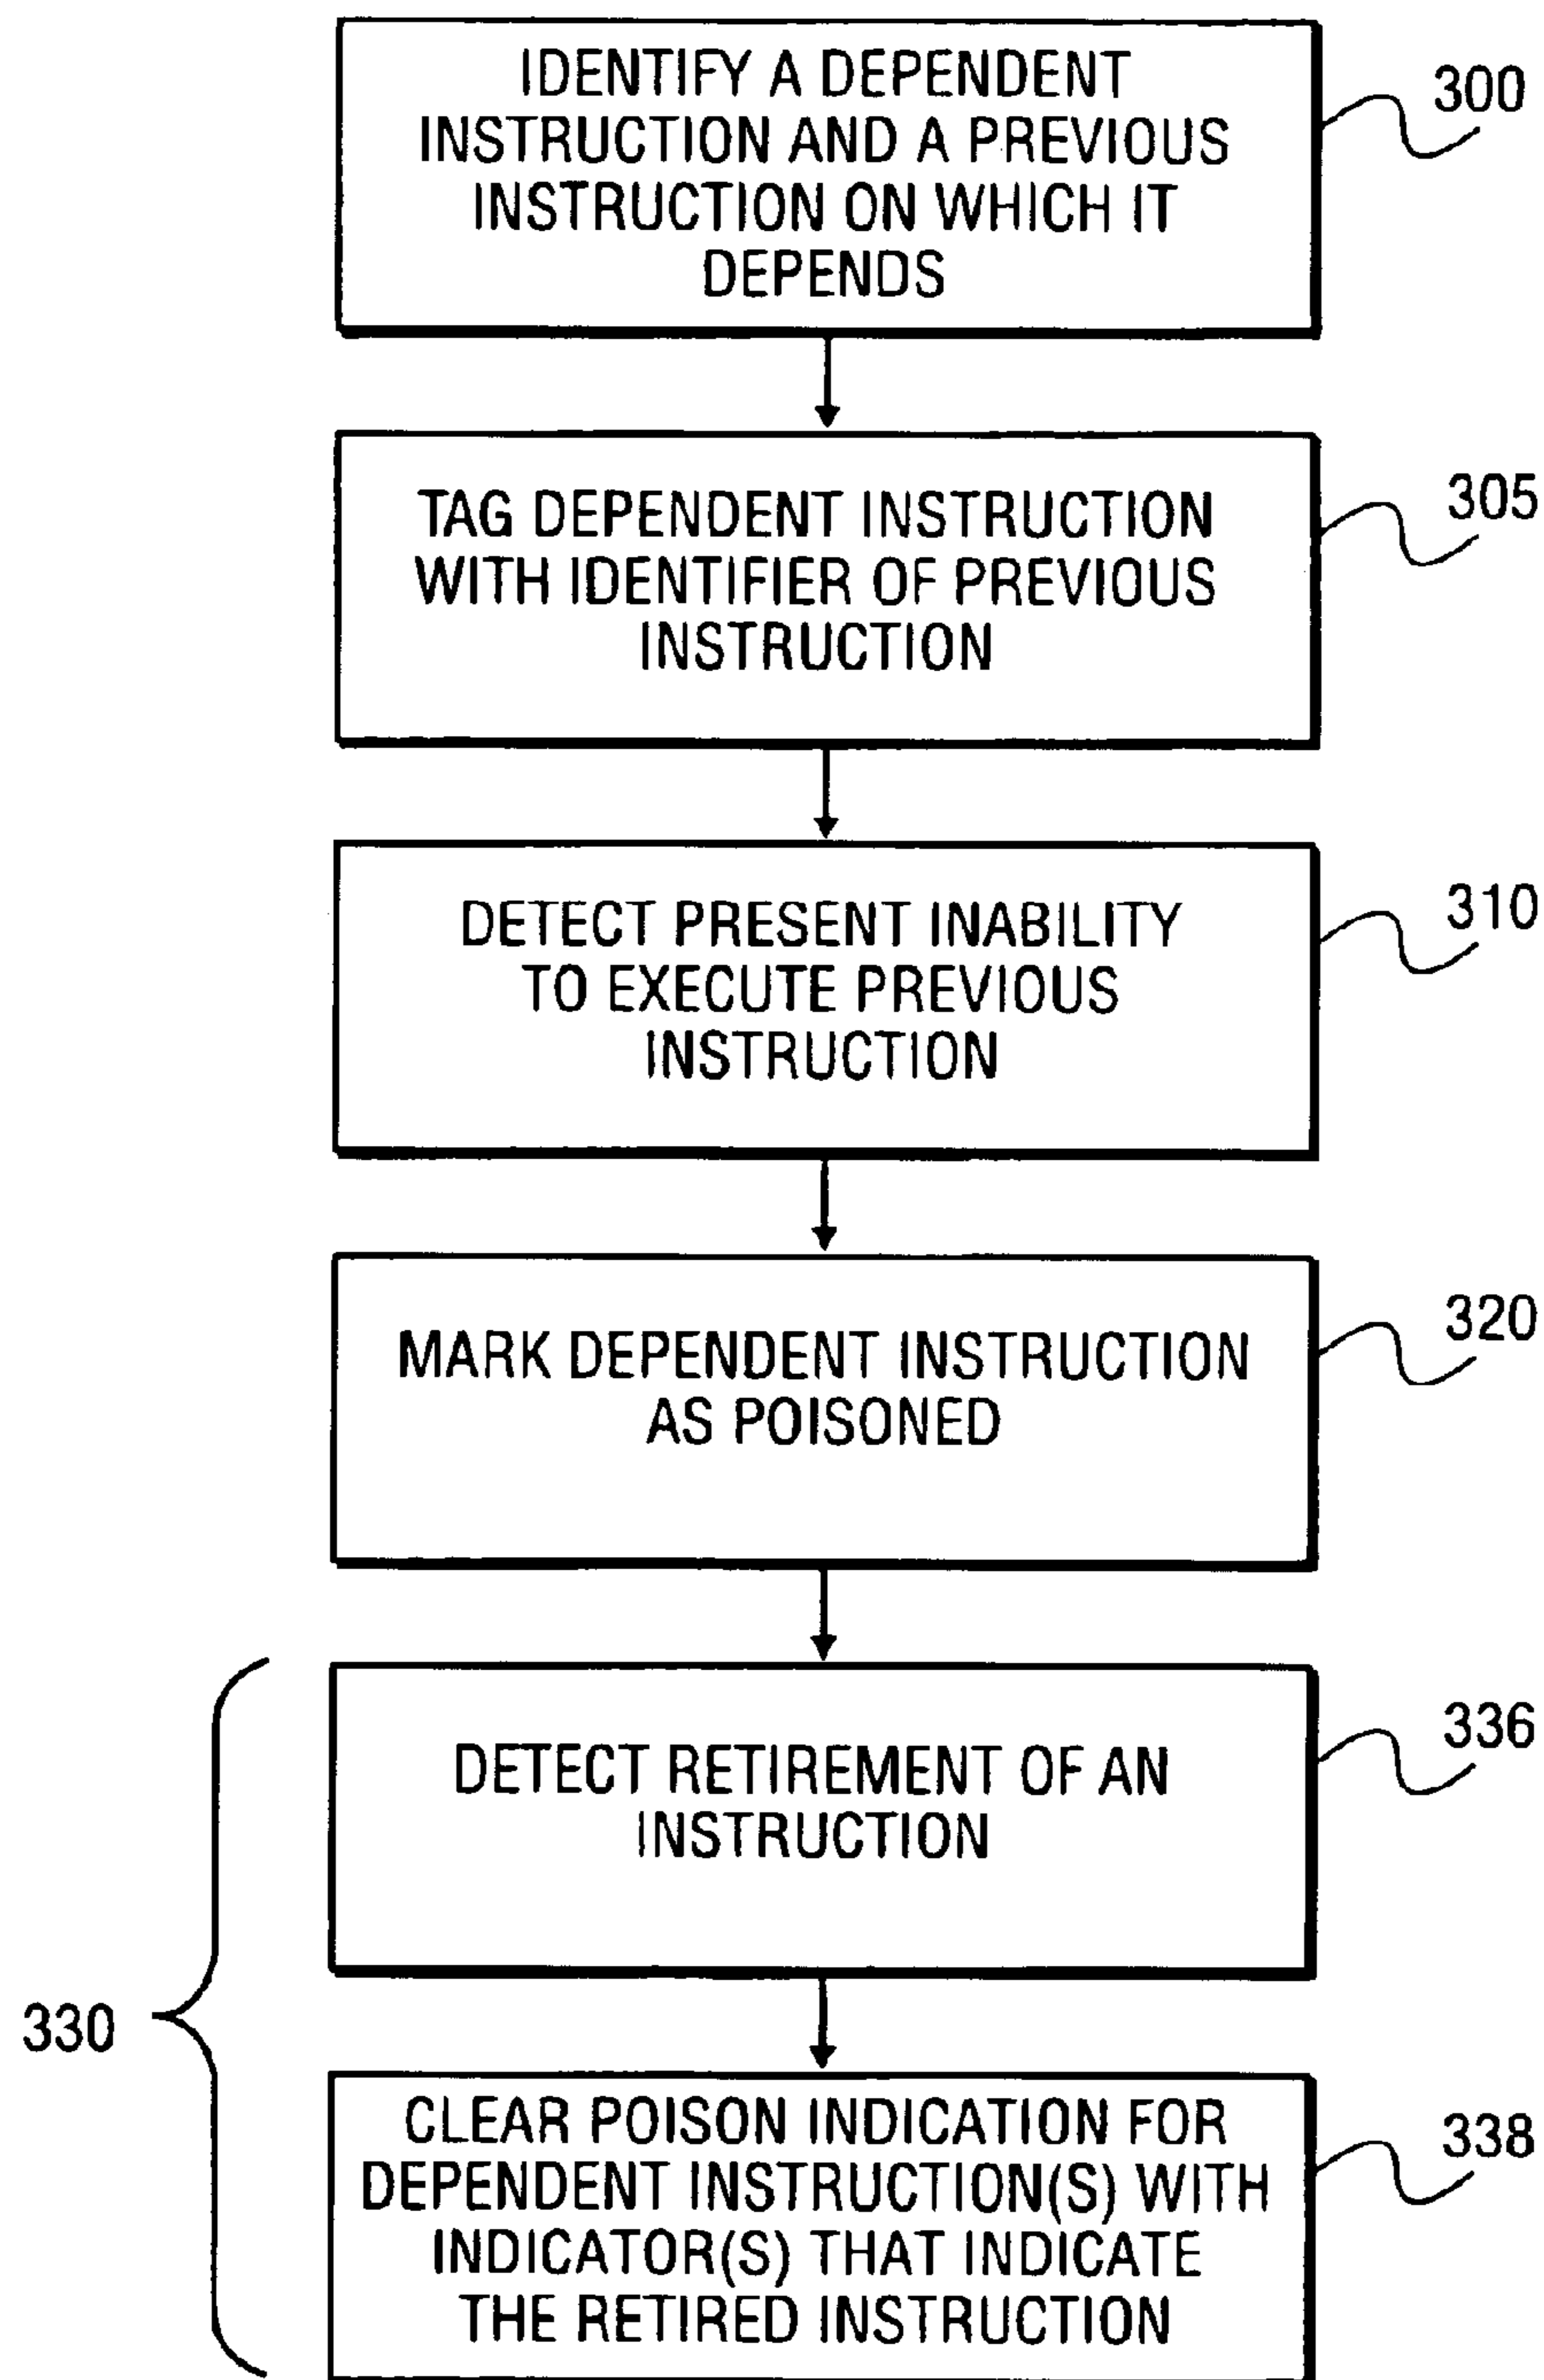 IDENTIFY A DEPENDENT
INSTRUCTION AND A PREVIOUS
INSTRUCTION ON WHICH IT
DEPENDS
300
TAG DEPENDENT INSTRUCTION
WITH IDENTIFIER OF PREVIOUS
INSTRUCTION
305
DETECT PRESENT INABILITY
TO EXECUTE PREVIOUS
INSTRUCTION
310
MARK DEPENDENT INSTRUCTION
AS POISONED
320
DETECT RETIREMENT OF AN
INSTRUCTION
336
330
CLEAR POISON INDICATION FOR
DEPENDENT INSTRUCTION(S) WITH
INDICATOR(S) THAT INDICATE
THE RETIRED INSTRUCTION
338